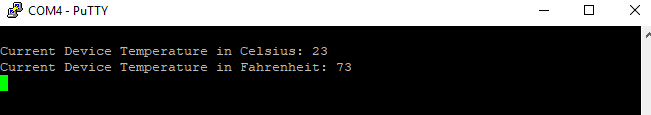 COM4 - PuTTY
Current Device Temperature in Celsius: 23
Current Device Temperature in Fahrenheit: 73